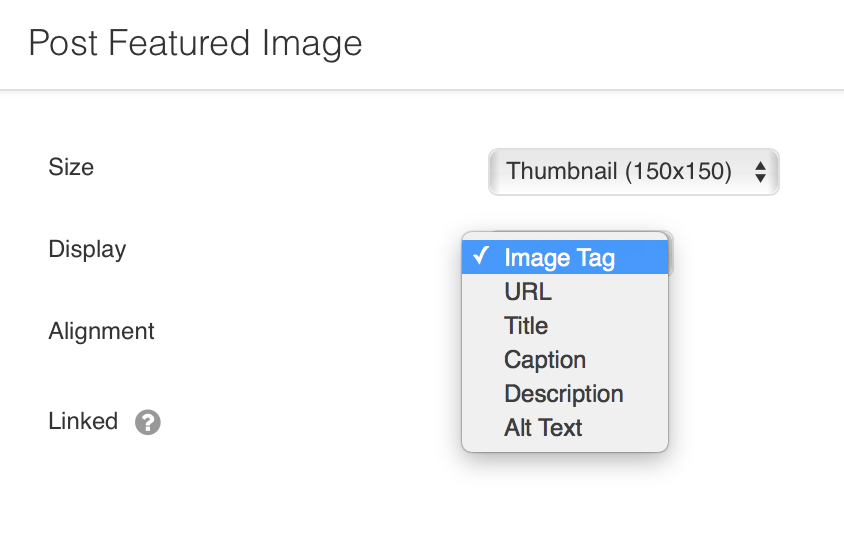 Post Featured Image
Size
Thumbnail (150x150)
Display
Image Tag
URL
Title
Caption
Description
Alt Text
Alignment
Linked ?